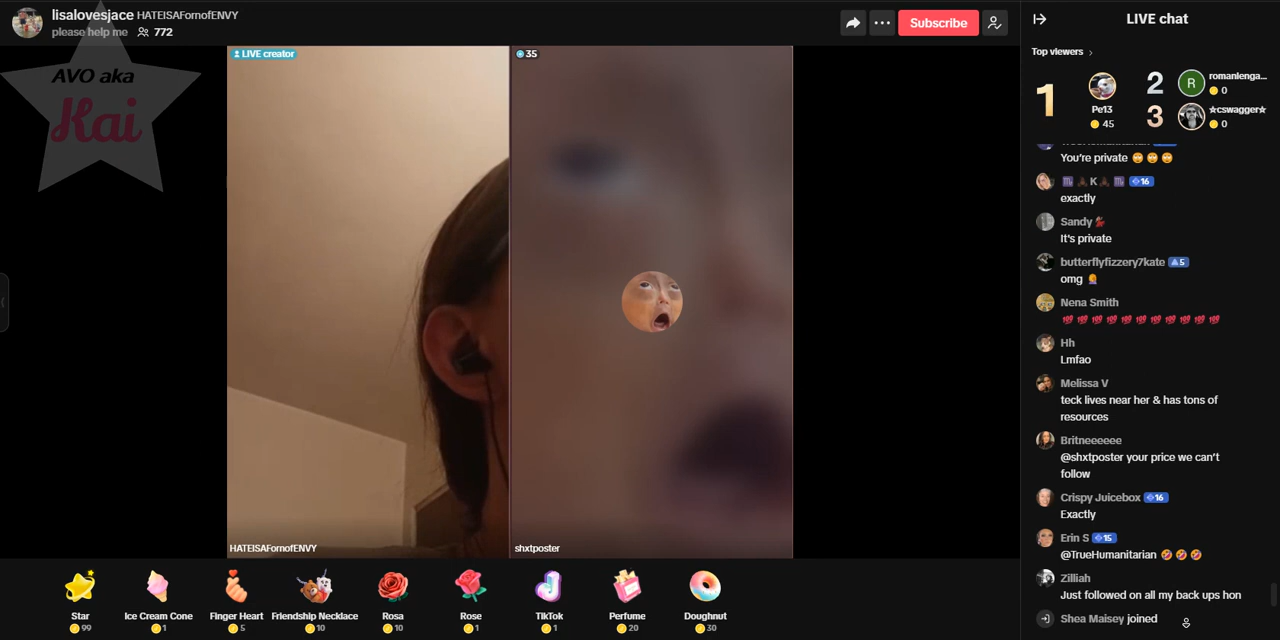 lisalovesjace HATEISAFornofENVY
please help me 772
Subscribe
LIVE chat
AVO aka
Kai
LIVE creator
35
HATEISAFornofENVY
shxtposter
Top viewers
1
Pe13
45
2
romanlenga...
0
3
☆cswagger☆
0
You're private 🙄 🙄 🙄
K 16
exactly
Sandy 💃
It's private
butterflyfizzery7kate 5
omg
Nena Smith
💯 💯 💯 💯 💯 💯 💯 💯 💯 💯 💯
Hh
Lmfao
Melissa V
teck lives near her & has tons of
resources
Britneeeeee
@shxtposter your price we can't
follow
Crispy Juicebox 16
Exactly
Erin S 15
@TrueHumanitarian 🤣 🤣 🤣
Zilliah
Just followed on all my back ups hon
Shea Maisey joined
Star
99
Ice Cream Cone
1
Finger Heart
5
Friendship Necklace
10
Rosa
10
Rose
1
TikTok
1
Perfume
20
Doughnut
30